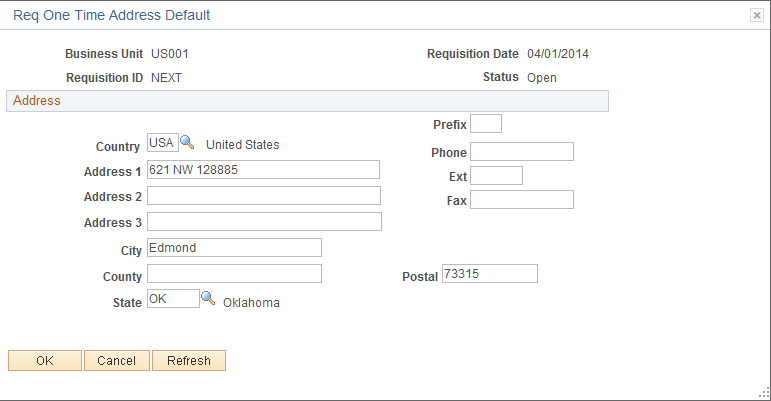 Req One Time Address Default
Business Unit US001 Requisition Date 04/01/2014
Requisition ID NEXT Status Open
Address
Prefix
Country USA United States
Phone
Address 1 621 NW 128885
Ext
Address 2
Fax
Address 3
City Edmond
County Postal 73315
State OK Oklahoma
OK Cancel Refresh